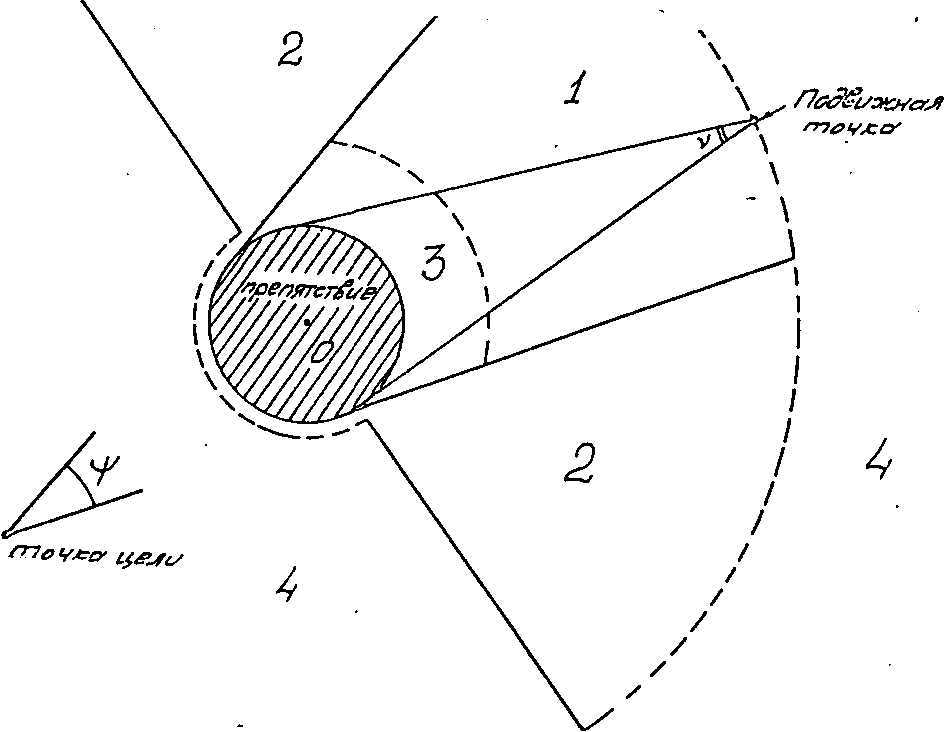 2
1
Подвижная
точка
ν
3
препятствие
O
2
4
ψ
точка цели
4